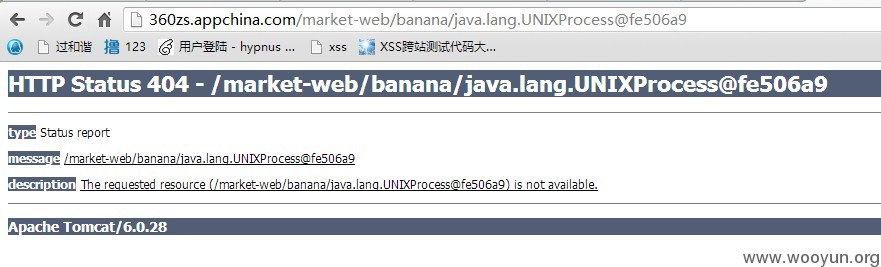 360zs.appchina.com/market-web/banana/java.lang.UNIXProcess@fe506a9
过和谐 撸 123 用户登陆 - hypnus ... xss XSS跨站测试代码大...
HTTP Status 404 - /market-web/banana/java.lang.UNIXProcess@fe506a9
type Status report
message /market-web/banana/java.lang.UNIXProcess@fe506a9
description The requested resource (/market-web/banana/java.lang.UNIXProcess@fe506a9) is not available.
Apache Tomcat/6.0.28
www.wooyun.org